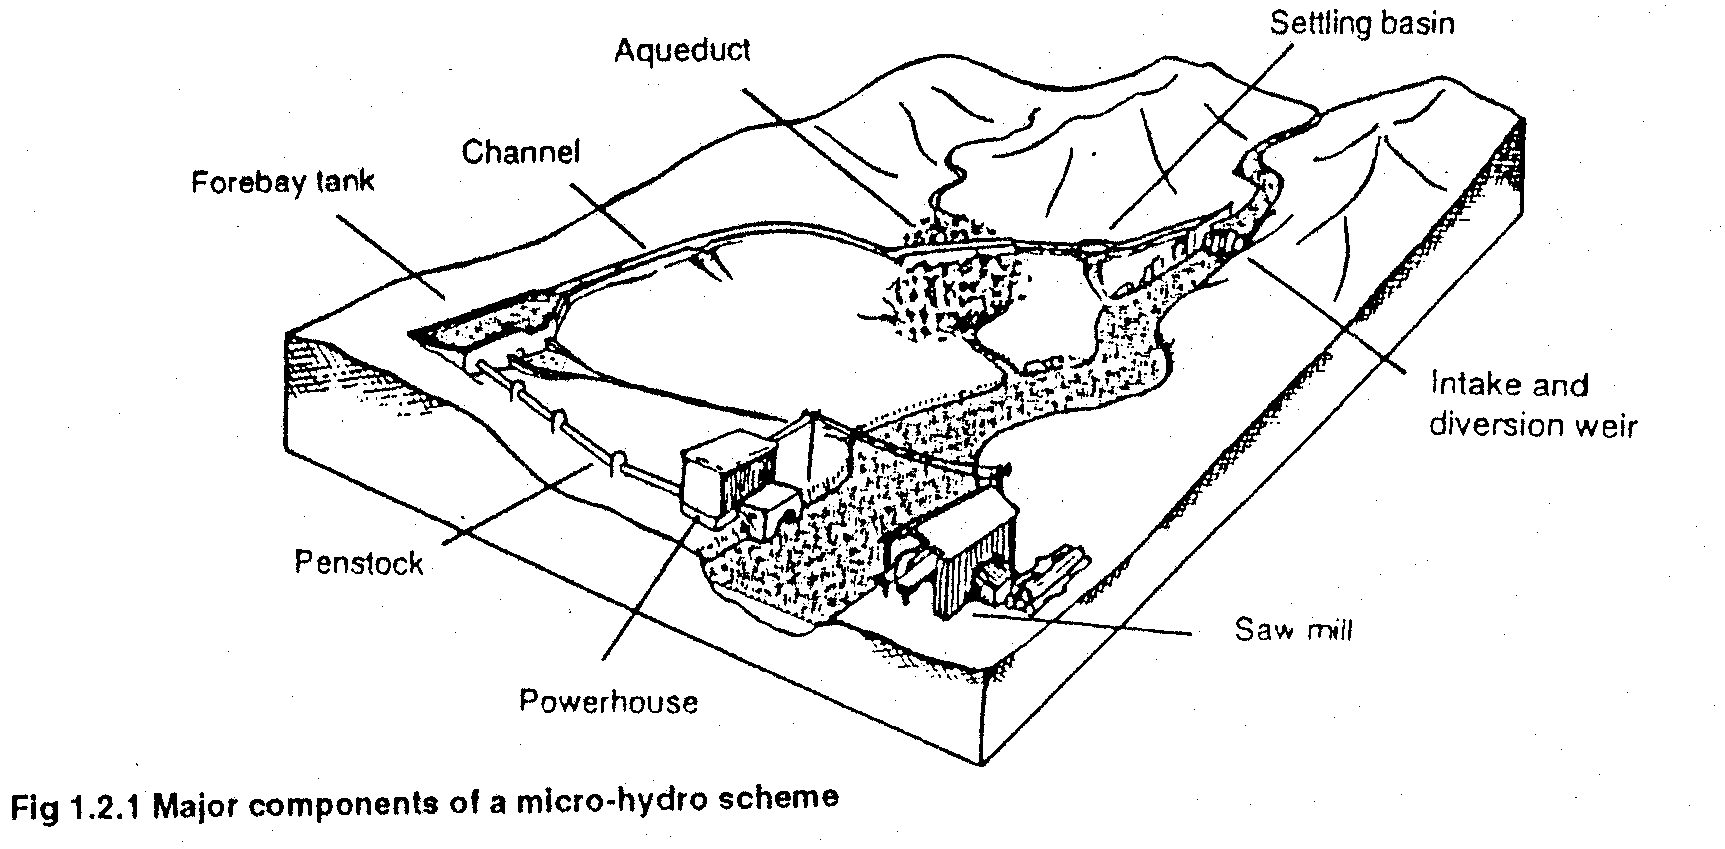 Settling basin
Aqueduct
Channel
Forebay tank
Intake and
diversion weir
Penstock
Saw mill
Powerhouse
Fig 1.2.1 Major components of a micro-hydro scheme